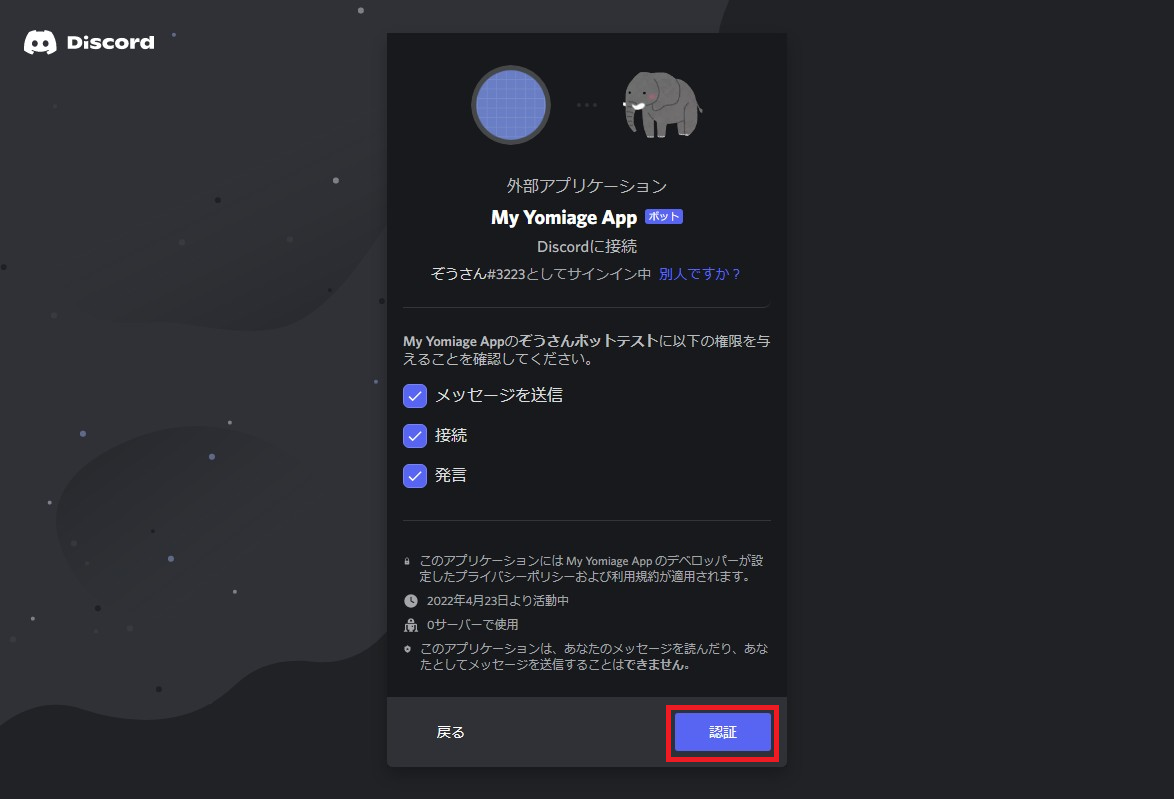 Discord
外部アプリケーション
My Yomiage App ボット
Discordに接続
ぞうさん#3223としてサインイン中 別人ですか？
My Yomiage Appのぞうさんボットテストに以下の権限を与
えることを確認してください。
メッセージを送信
接続
発言
このアプリケーションには My Yomiage App のデベロッパーが設
定したプライバシーポリシーおよび利用規約が適用されます。
2022年4月23日より活動中
0サーバーで使用
このアプリケーションは、あなたのメッセージを読んだり、あな
たとしてメッセージを送信することはできません。
戻る
認証